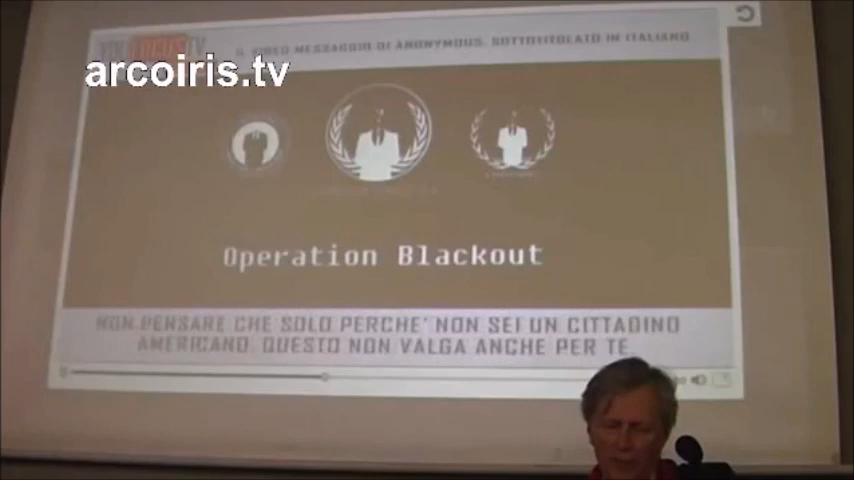 IL VIDEO MESSAGGIO DI ANONYMOUS, SOTTOTITOLATO IN ITALIANO
arcoiris.tv
Operation Blackout
NON PENSARE CHE SOLO PERCHE' NON SEI UN CITTADINO
AMERICANO, QUESTO NON VALGA ANCHE PER TE